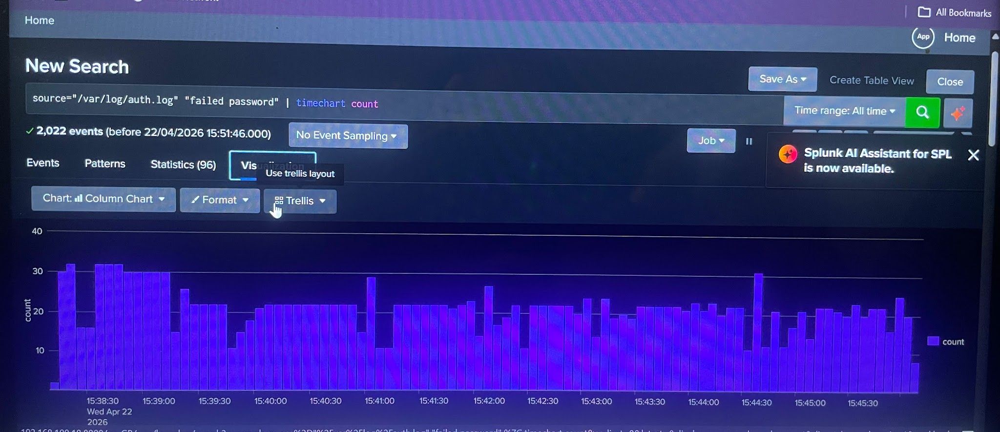 All Bookmarks
Home
App Home
New Search
Save As
Create Table View
Close
source="/var/log/auth.log" "failed password" | timechart count
Time range: All time
2,022 events (before 22/04/2026 15:51:46.000)
No Event Sampling
Job
Splunk AI Assistant for SPL
is now available.
Events
Patterns
Statistics (96)
Visualization
Use trellis layout
Chart: Column Chart
Format
Trellis
40
30
20
10
count
count
15:38:30
Wed Apr 22
2026
15:39:00
15:39:30
15:40:00
15:40:30
15:41:00
15:41:30
15:42:00
15:42:30
15:43:00
15:43:30
15:44:00
15:44:30
15:45:00
15:45:30